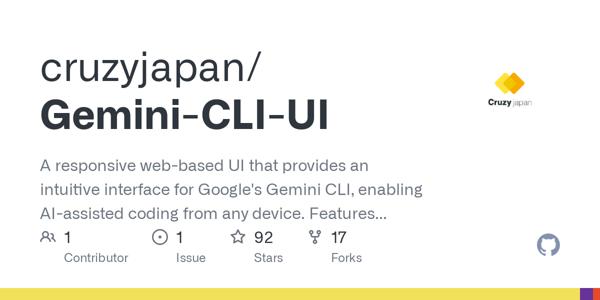 cruzyjapan/
Gemini-CLI-UI
Cruzy japan
A responsive web-based UI that provides an
intuitive interface for Google's Gemini CLI, enabling
AI-assisted coding from any device. Features...
1 1 92 17
Contributor Issue Stars Forks